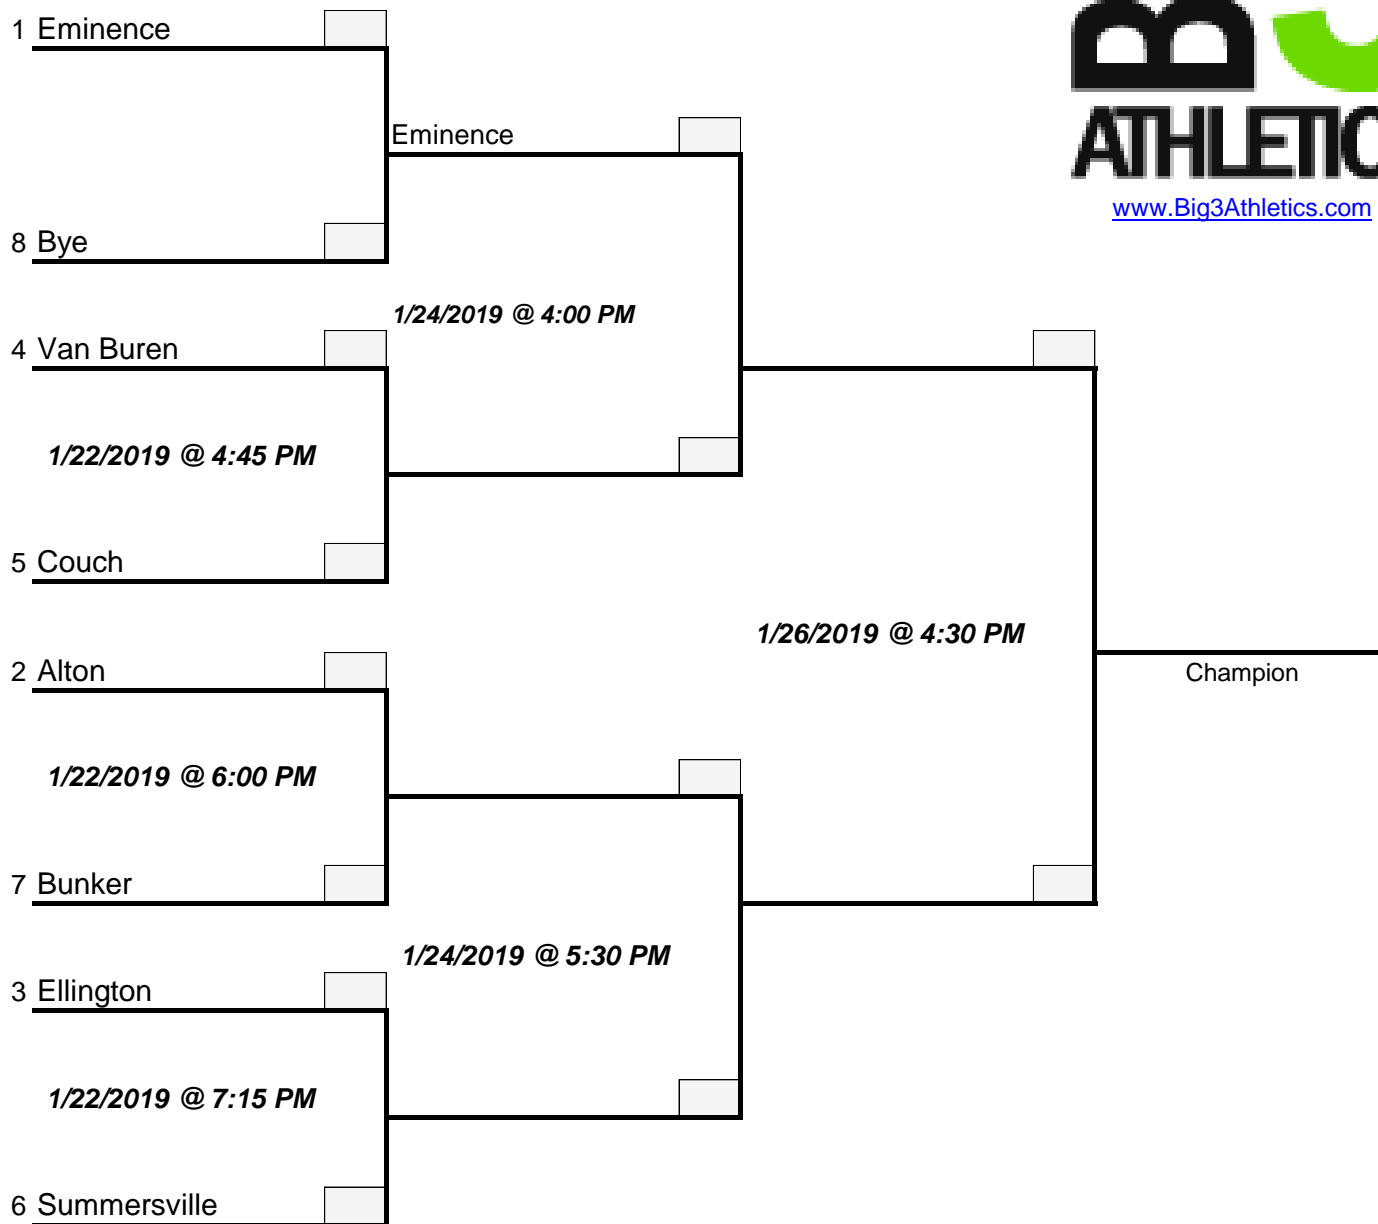 1 Eminence
Eminence
ATHLETIC
www.Big3Athletics.com
8 Bye
1/24/2019 @ 4:00 PM
4 Van Buren
1/22/2019 @ 4:45 PM
5 Couch
1/26/2019 @ 4:30 PM
2 Alton
Champion
1/22/2019 @ 6:00 PM
7 Bunker
1/24/2019 @ 5:30 PM
3 Ellington
1/22/2019 @ 7:15 PM
6 Summersville